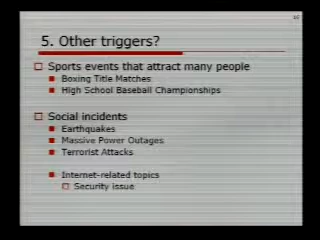 5. Other triggers?
Sports events that attract many people
Boxing Title Matches
High School Baseball Championships
Social incidents
Earthquakes
Massive Power Outages
Terrorist Attacks
Internet-related topics
Security issue